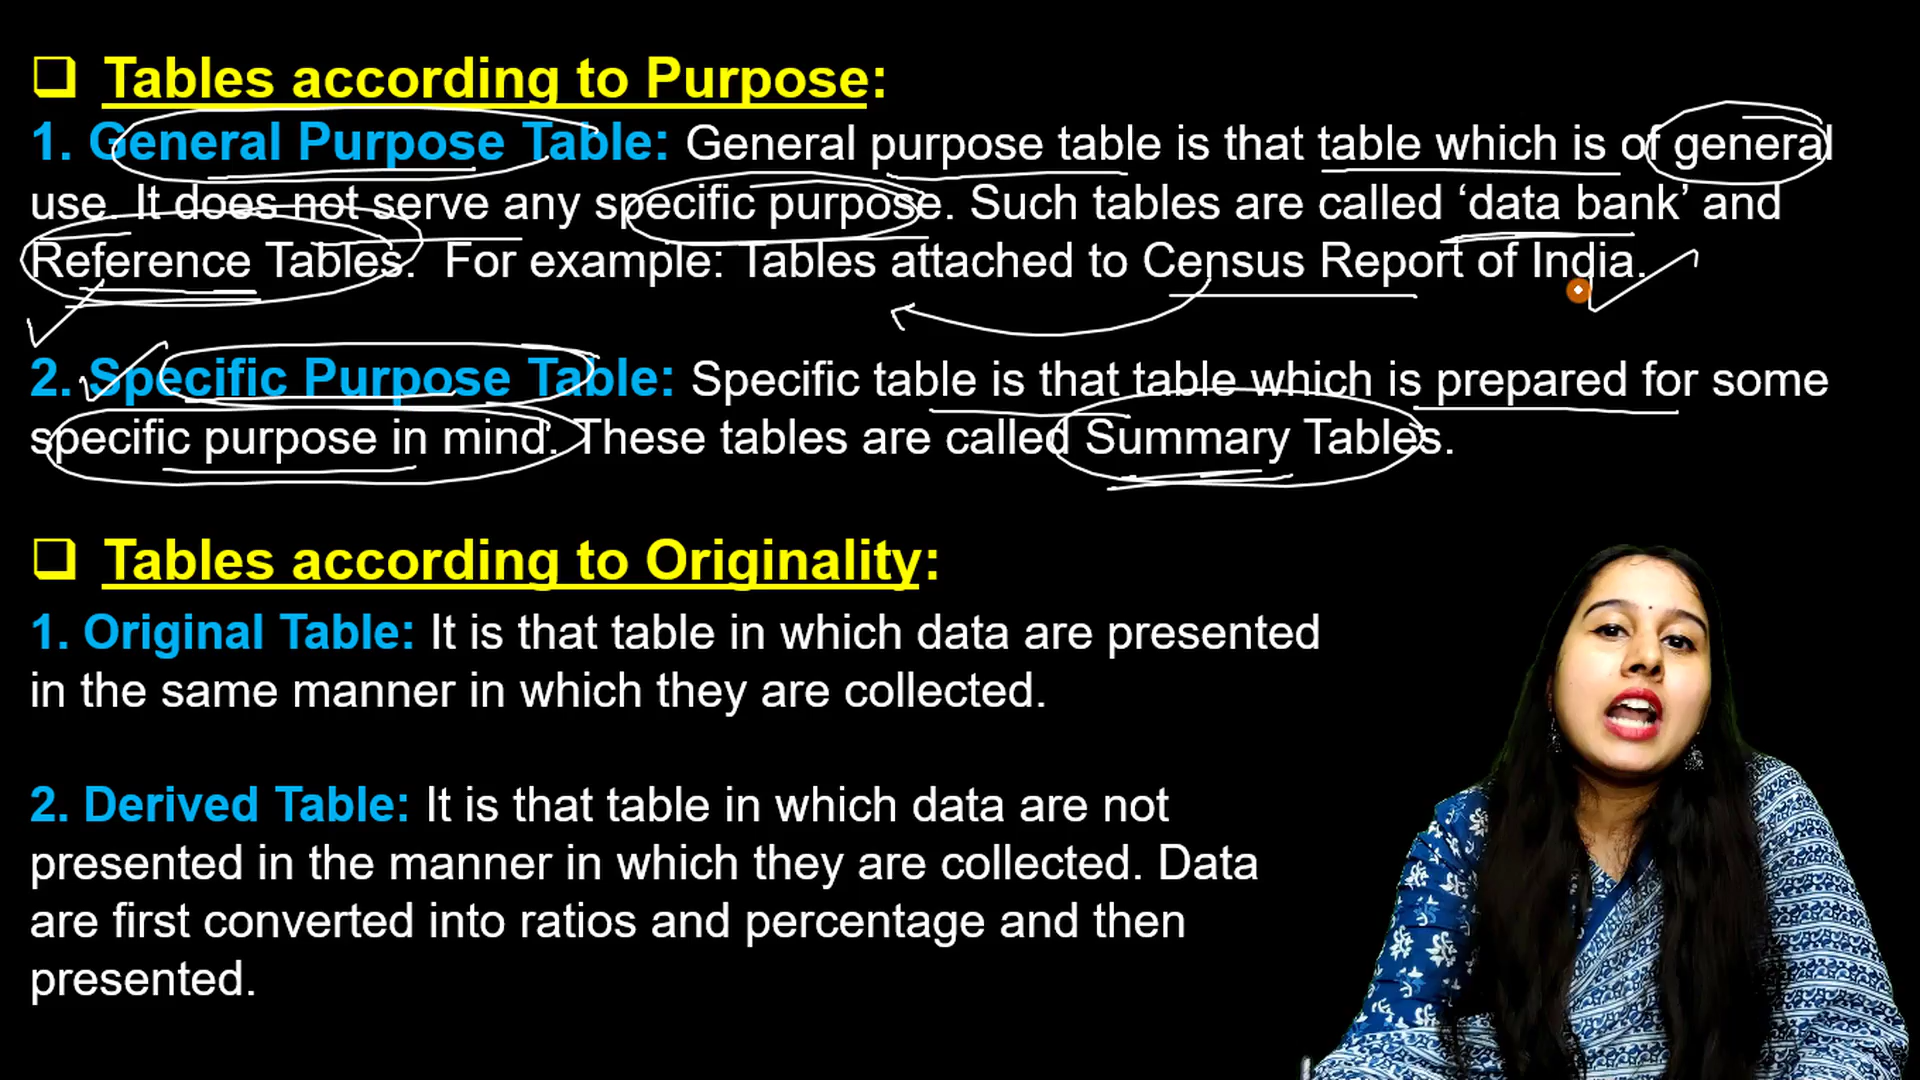 ❑ Tables according to Purpose:
1. General Purpose Table: General purpose table is that table which is of general
use. It does not serve any specific purpose. Such tables are called ‘data bank’ and
Reference Tables. For example: Tables attached to Census Report of India.
2. Specific Purpose Table: Specific table is that table which is prepared for some
specific purpose in mind. These tables are called Summary Tables.
❑ Tables according to Originality:
1. Original Table: It is that table in which data are presented
in the same manner in which they are collected.
2. Derived Table: It is that table in which data are not
presented in the manner in which they are collected. Data
are first converted into ratios and percentage and then
presented.